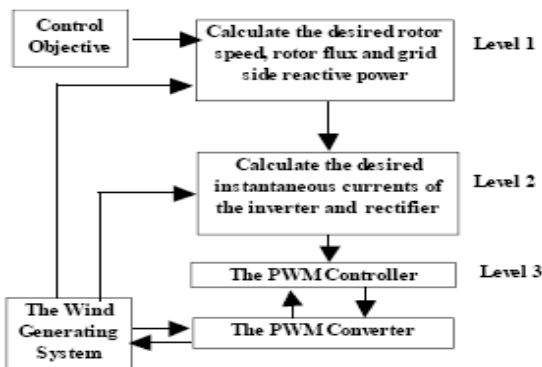 Control
Objective
Calculate the desired rotor
speed, rotor flux and grid
side reactive power
Level 1
Calculate the desired
instantaneous currents of
the inverter and rectifier
Level 2
The PWM Controller
Level 3
The Wind
Generating
System
The PWM Converter